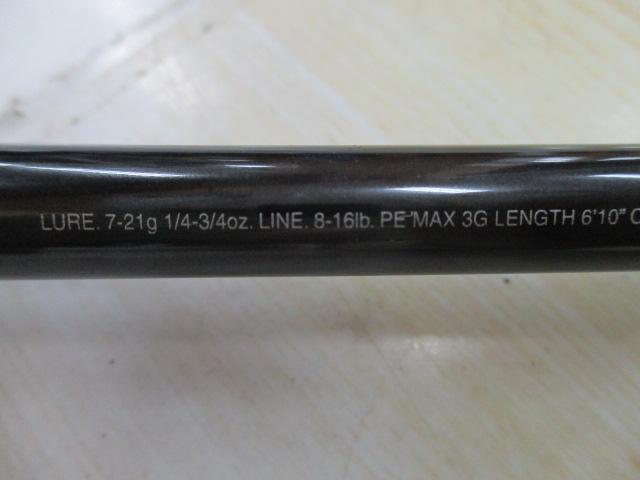 LURE. 7-21g 1/4-3/4oz. LINE. 8-16lb. PE MAX 3G LENGTH 6'10" C